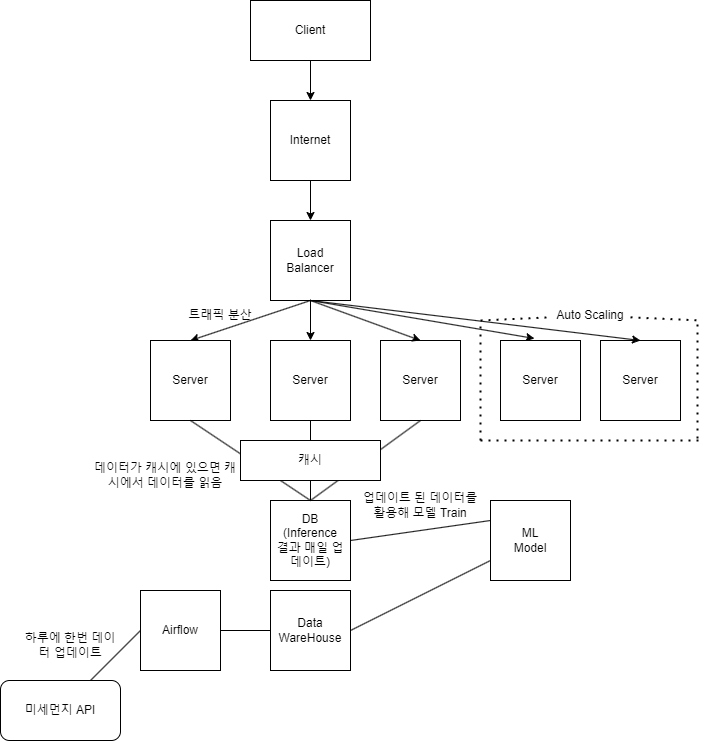 Client
Internet
Load
Balancer
트래픽 분산
Auto Scaling
Server
Server
Server
Server
Server
데이터가 캐시에 있으면 캐
시에서 데이터를 읽음
캐시
업데이트 된 데이터를
활용해 모델 Train
DB
(Inference
결과 매일 업
데이트)
ML
Model
하루에 한번 데이
터 업데이트
Airflow
Data
WareHouse
미세먼지 API